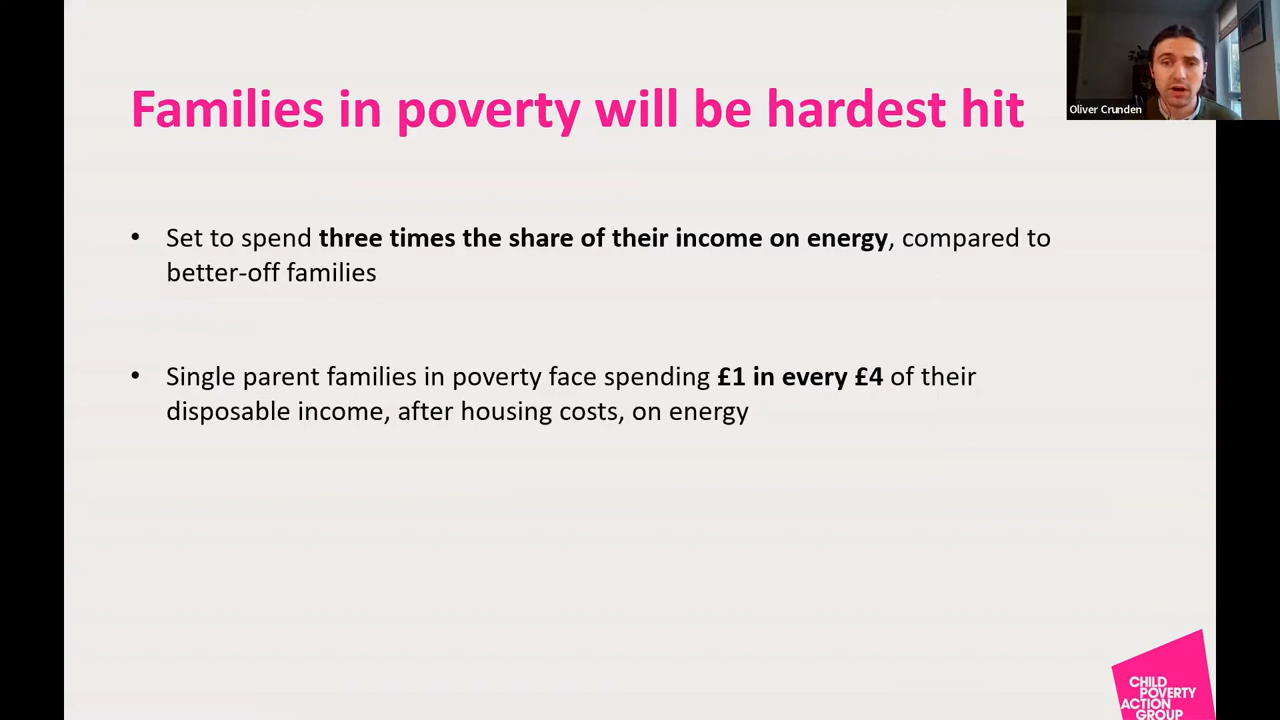 Families in poverty will be hardest hit
Oliver Crunden
• Set to spend three times the share of their income on energy, compared to
better-off families
• Single parent families in poverty face spending £1 in every £4 of their
disposable income, after housing costs, on energy
CHILD
POVERTY
ACTION
GROUP